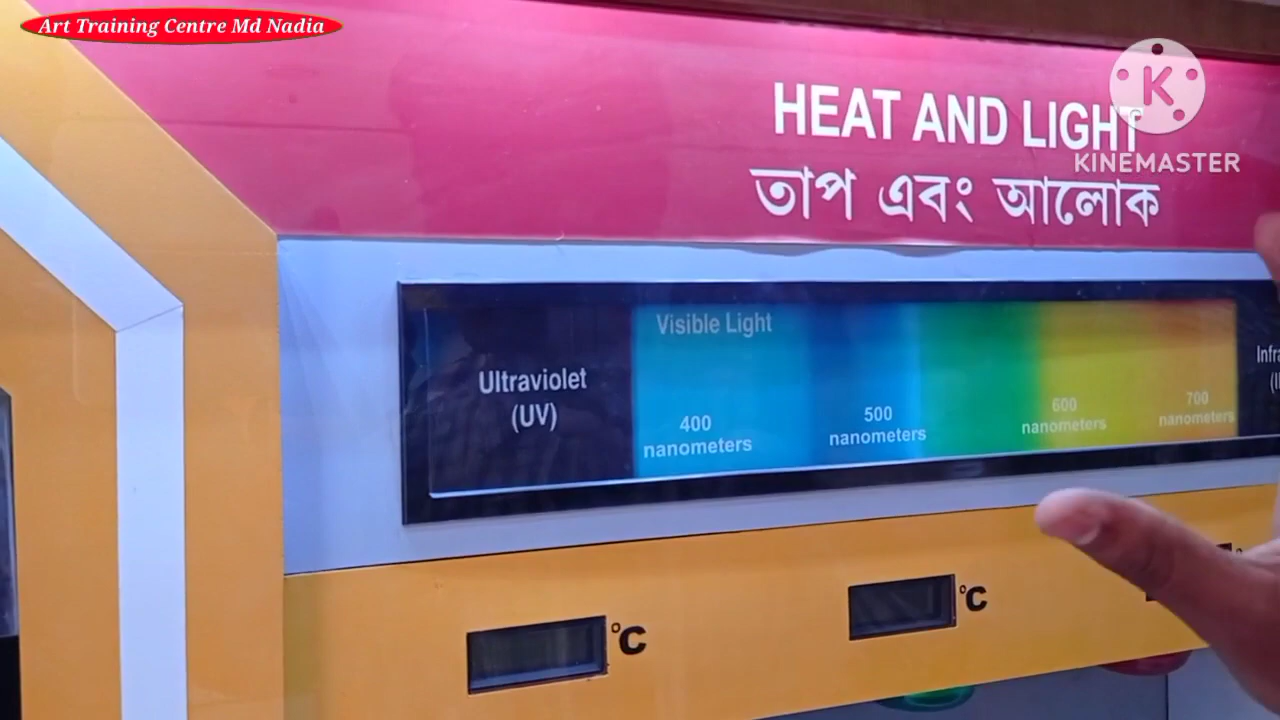 Art Training Centre Md Nadia
HEAT AND LIGHT
KINEMASTER
তাপ এবং আলোক
Visible Light
Ultraviolet
(UV)
400
nanometers
500
nanometers
600
nanometers
700
nanometers
°C
°C